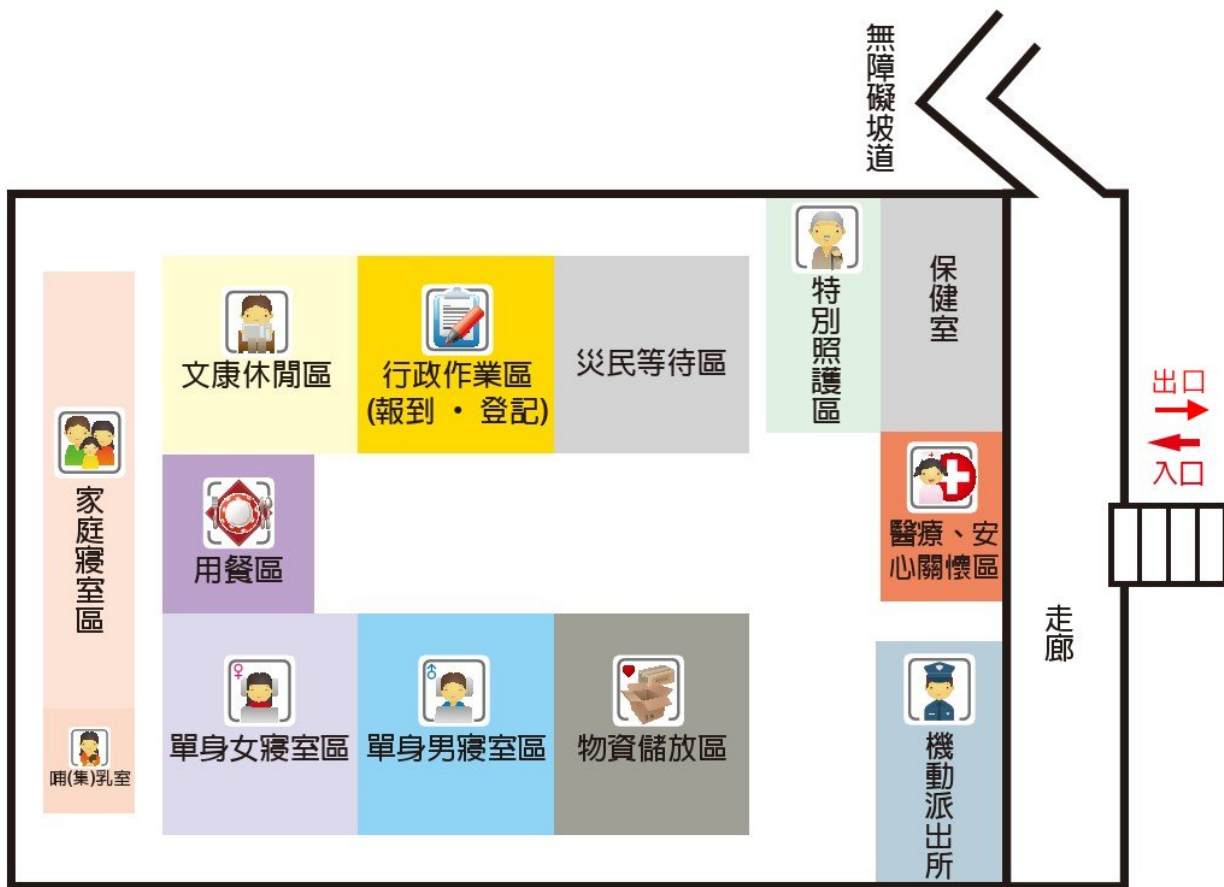 無障礙坡道
特別照護區
保健室
文康休閒區
行政作業區
(報到 · 登記)
災民等待區
出口
入口
家庭寢室區
用餐區
醫療、安
心關懷區
走廊
哺(集)乳室
單身女寢室區
單身男寢室區
物資儲放區
機動派出所